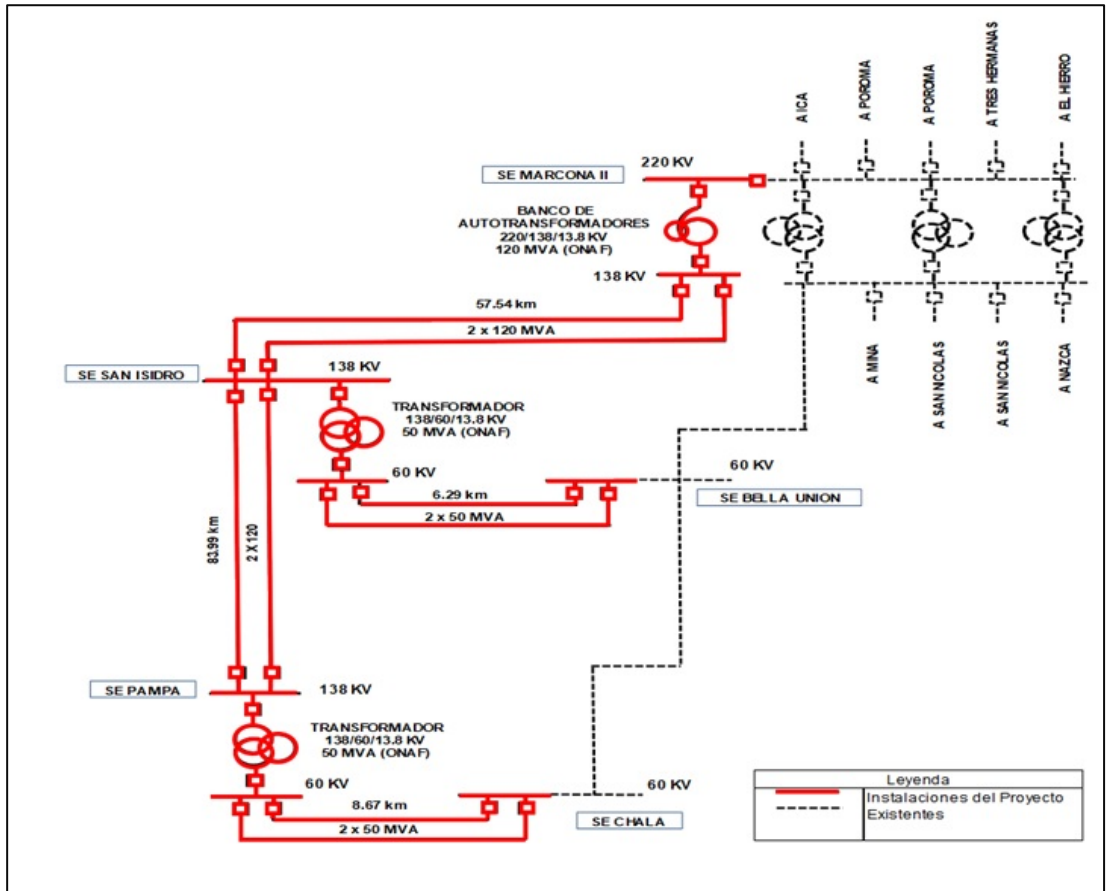 A ICA
A POROMA
A POROMA
A TRES HERMANAS
A EL HIERRO
220 KV
SE MARCONA II
BANCO DE
AUTOTRANSFORMADORES
220/138/13.8 KV
120 MVA (ONAF)
138 KV
57.54 km
2 x 120 MVA
A MINA
A SAN NICOLAS
A SAN NICOLAS
A NAZCA
SE SAN ISIDRO
138 KV
TRANSFORMADOR
138/60/13.8 KV
50 MVA (ONAF)
60 KV
60 KV
6.29 km
SE BELLA UNION
2 x 50 MVA
83.99 km
2 X 120
SE PAMPA
138 KV
TRANSFORMADOR
138/60/13.8 KV
50 MVA (ONAF)
60 KV
60 KV
8.67 km
SE CHALA
2 x 50 MVA
Leyenda
Instalaciones del Proyecto
Existentes